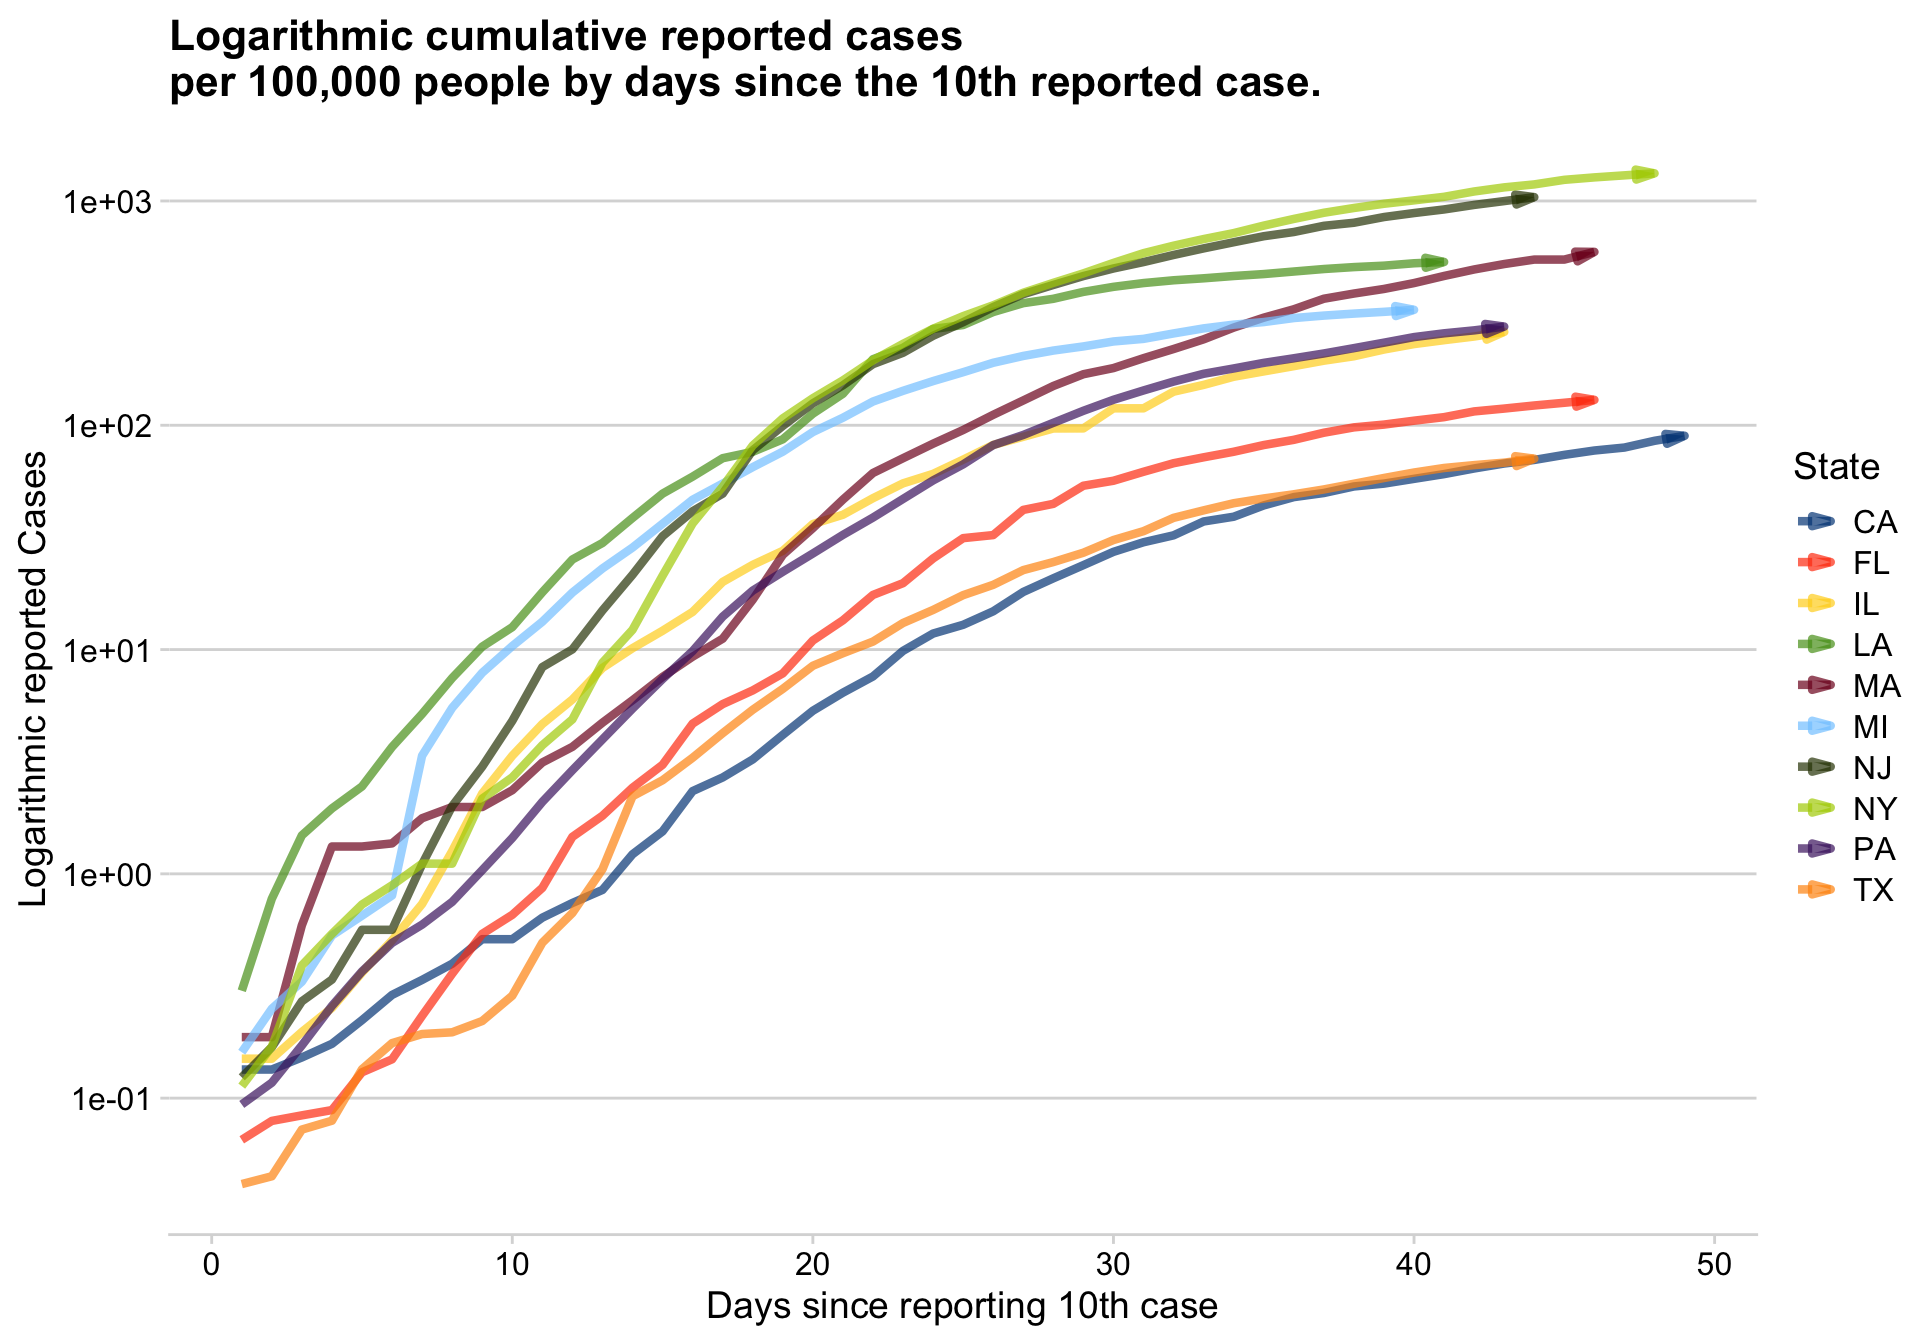 Logarithmic cumulative reported cases
per 100,000 people by days since the 10th reported case.
Logarithmic reported Cases
1e+03
1e+02
1e+01
1e+00
1e-01
0 10 20 30 40 50
Days since reporting 10th case
State
CA
FL
IL
LA
MA
MI
NJ
NY
PA
TX